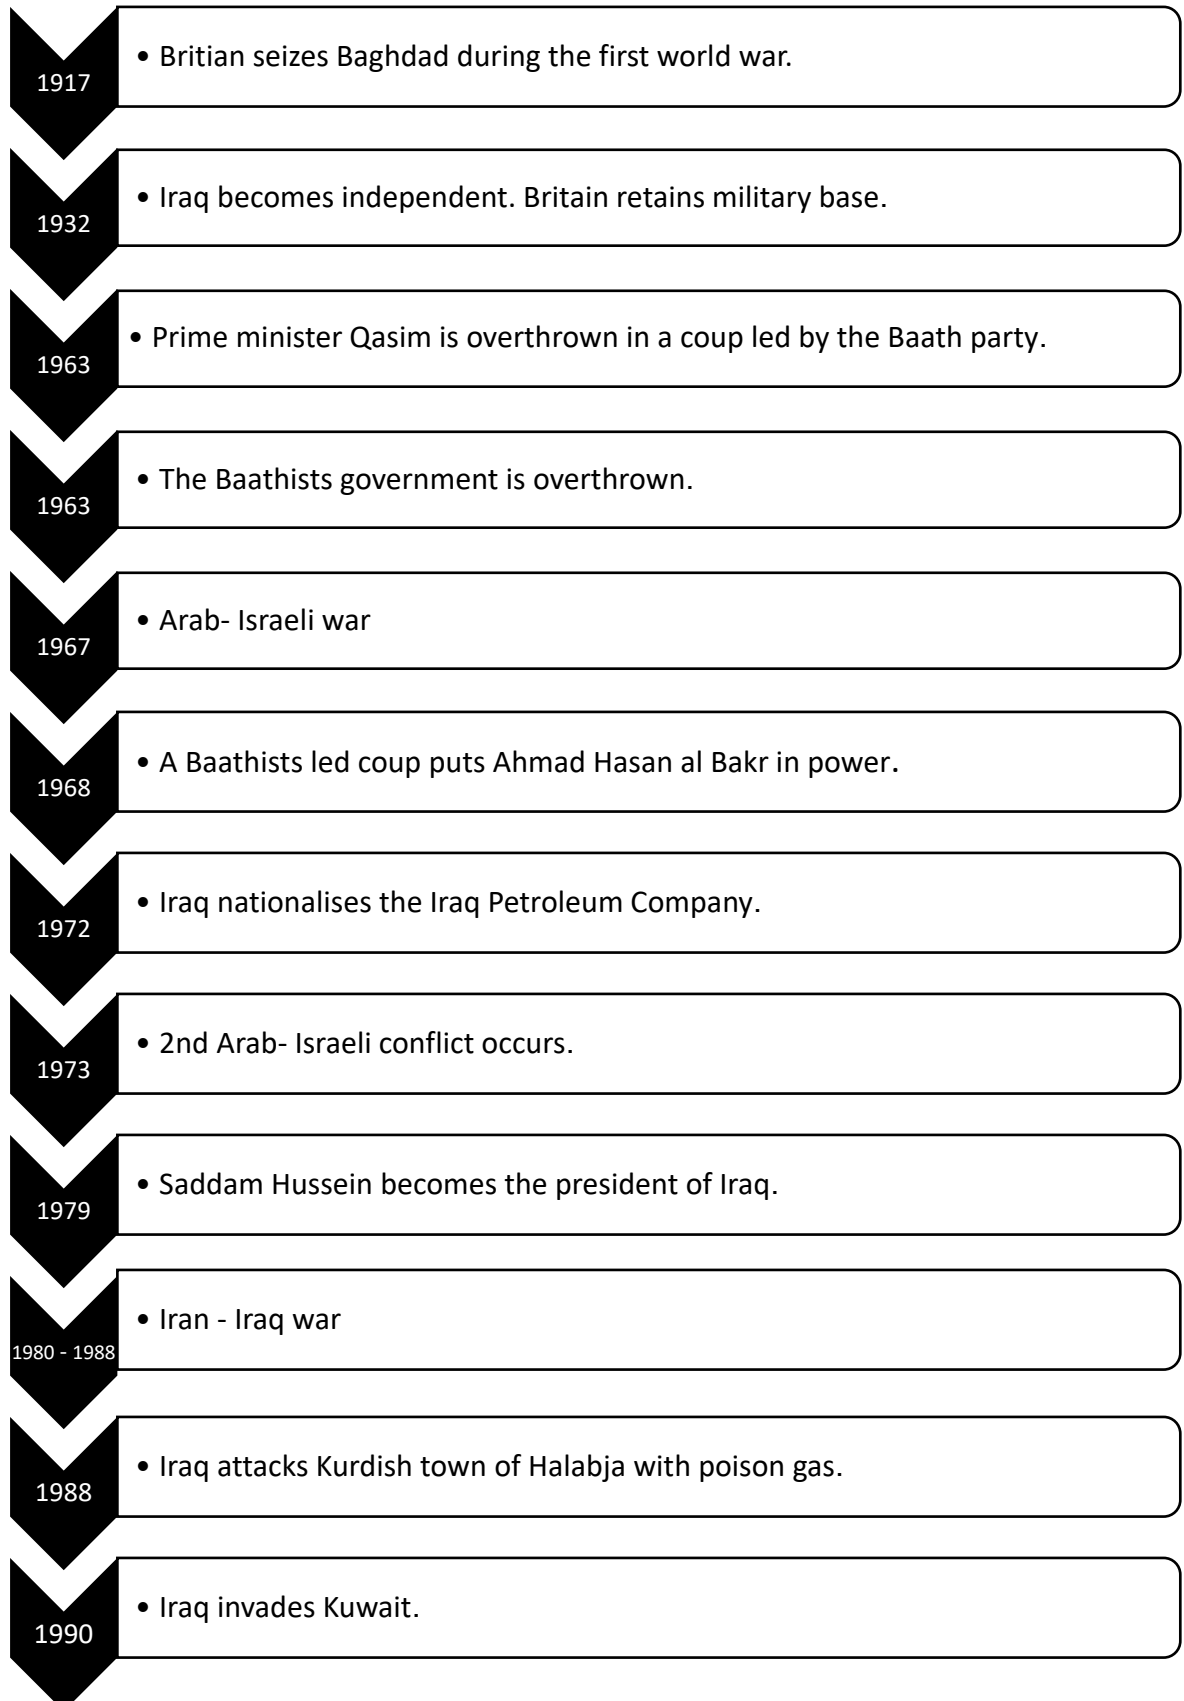 1917
• Britian seizes Baghdad during the first world war.
1932
• Iraq becomes independent. Britain retains military base.
1963
• Prime minister Qasim is overthrown in a coup led by the Baath party.
1963
• The Baathists government is overthrown.
1967
• Arab- Israeli war
1968
• A Baathists led coup puts Ahmad Hasan al Bakr in power.
1972
• Iraq nationalises the Iraq Petroleum Company.
1973
• 2nd Arab- Israeli conflict occurs.
1979
• Saddam Hussein becomes the president of Iraq.
1980 - 1988
• Iran - Iraq war
1988
• Iraq attacks Kurdish town of Halabja with poison gas.
1990
• Iraq invades Kuwait.